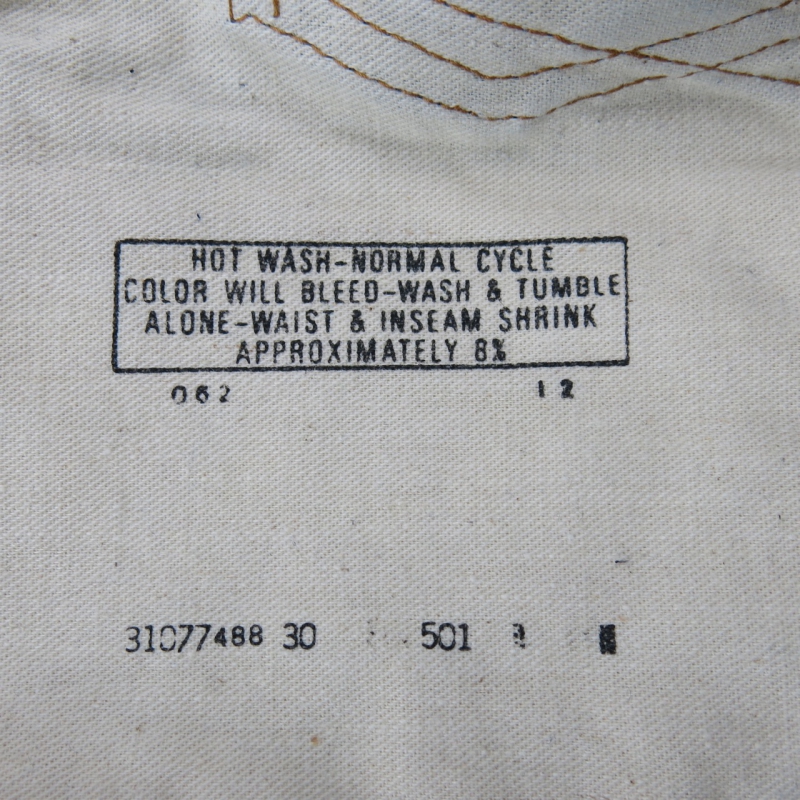 HOT WASH-NORMAL CYCLE
COLOR WILL BLEED-WASH & TUMBLE
ALONE-WAIST & INSEAM SHRINK
APPROXIMATELY 8%
062 12
31077488 30 501